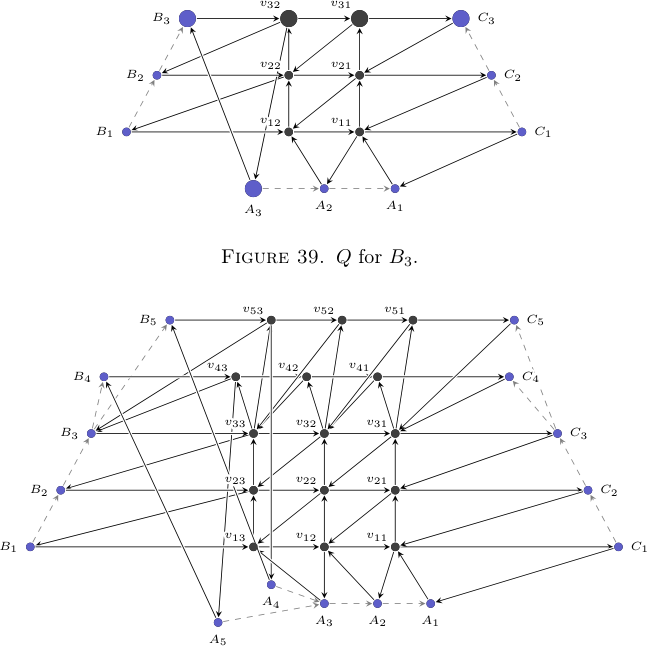 B₃ v₃₂ v₃₁ C₃
B₂ v₂₂ v₂₁ C₂
B₁ v₁₂ v₁₁ C₁
A₃ A₂ A₁
FIGURE 39. Q for B₃.
B₅ v₅₃ v₅₂ v₅₁ C₅
B₄ v₄₃ v₄₂ v₄₁ C₄
B₃ v₃₃ v₃₂ v₃₁ C₃
B₂ v₂₃ v₂₂ v₂₁ C₂
B₁ v₁₃ v₁₂ v₁₁ C₁
A₄ A₃ A₂ A₁
A₅